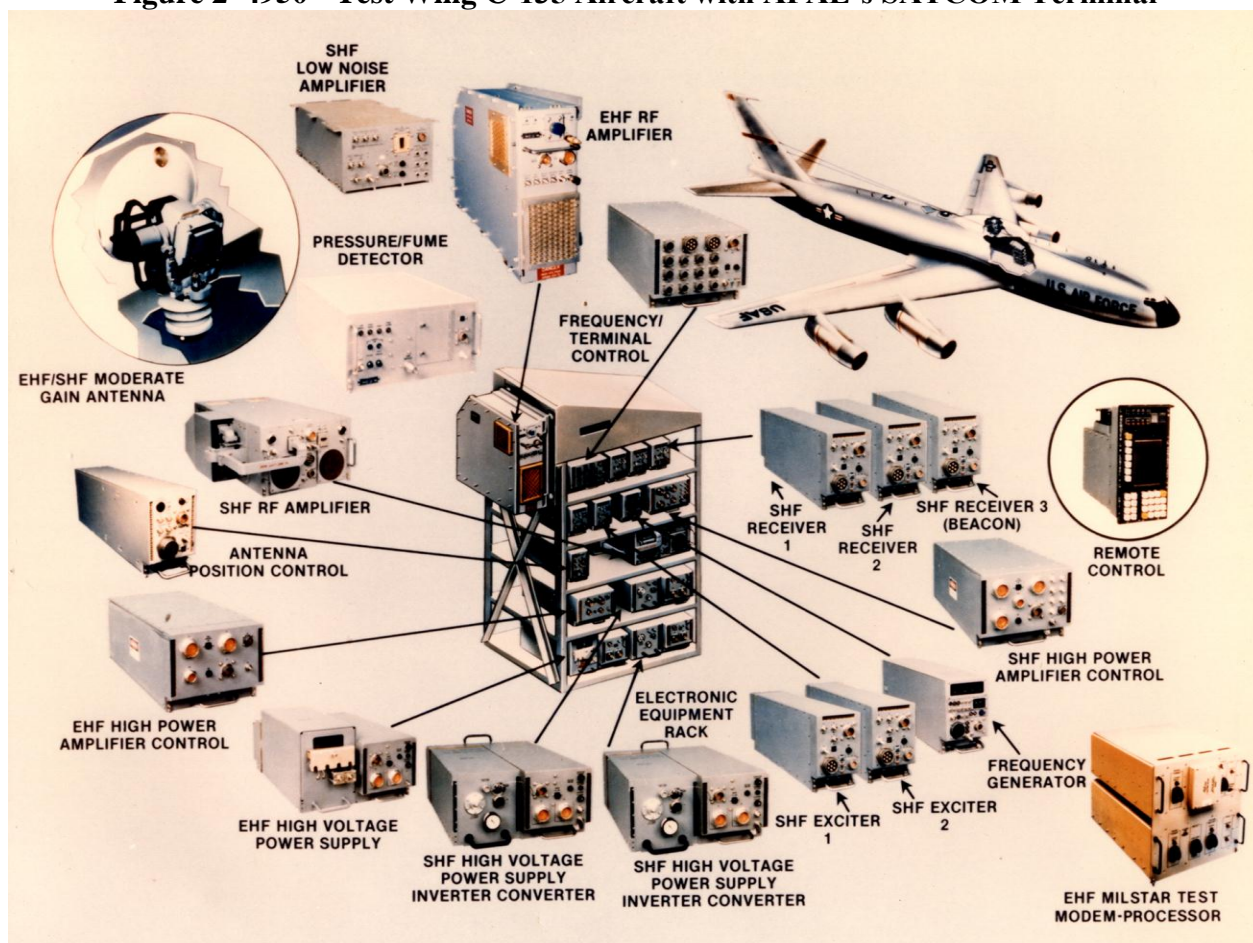 Figure 2- 4950th Test Wing C-135 Aircraft with AFAL's SATCOM Terminal
SHF
LOW NOISE
AMPLIFIER
EHF RF
AMPLIFIER
PRESSURE/FUME
DETECTOR
FREQUENCY/
TERMINAL
CONTROL
U.S. AIR FORCE
USAF
EHF/SHF MODERATE
GAIN ANTENNA
SHF RF AMPLIFIER
SHF
RECEIVER
1
SHF
RECEIVER
2
SHF RECEIVER 3
(BEACON)
REMOTE
CONTROL
ANTENNA
POSITION CONTROL
SHF HIGH POWER
AMPLIFIER CONTROL
EHF HIGH POWER
AMPLIFIER CONTROL
ELECTRONIC
EQUIPMENT
RACK
FREQUENCY
GENERATOR
EHF HIGH VOLTAGE
POWER SUPPLY
SHF EXCITER
1
SHF EXCITER
2
SHF HIGH VOLTAGE
POWER SUPPLY
INVERTER CONVERTER
SHF HIGH VOLTAGE
POWER SUPPLY
INVERTER CONVERTER
EHF MILSTAR TEST
MODEM-PROCESSOR